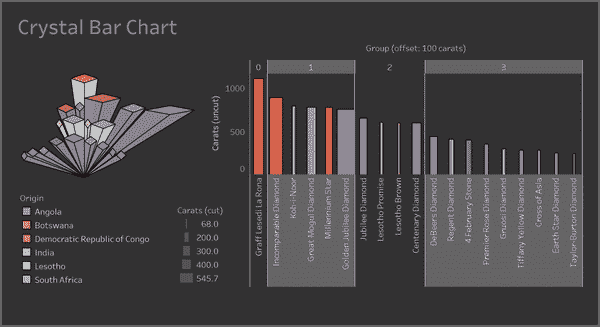 Crystal Bar Chart
Group (offset: 100 carats)
0 1 2 3
Carats (uncut)
1000
500
0
Graff Lesedi La Rona
Incomparable Diamond
Koh-i-Noor
Great Mogul Diamond
Millennium Star
Golden Jubilee Diamond
Jubilee Diamond
Lesotho Promise
Lesotho Brown
Centenary Diamond
DeBeers Diamond
Regent Diamond
4 February Stone
Premier Rose Diamond
Grossi Diamond
Tiffany Yellow Diamond
Cross of Asia
Earth Star Diamond
Taylor-Burton Diamond
Origin
Angola
Botswana
Democratic Republic of Congo
India
Lesotho
South Africa
Carats (cut)
68.0
200.0
300.0
400.0
545.7